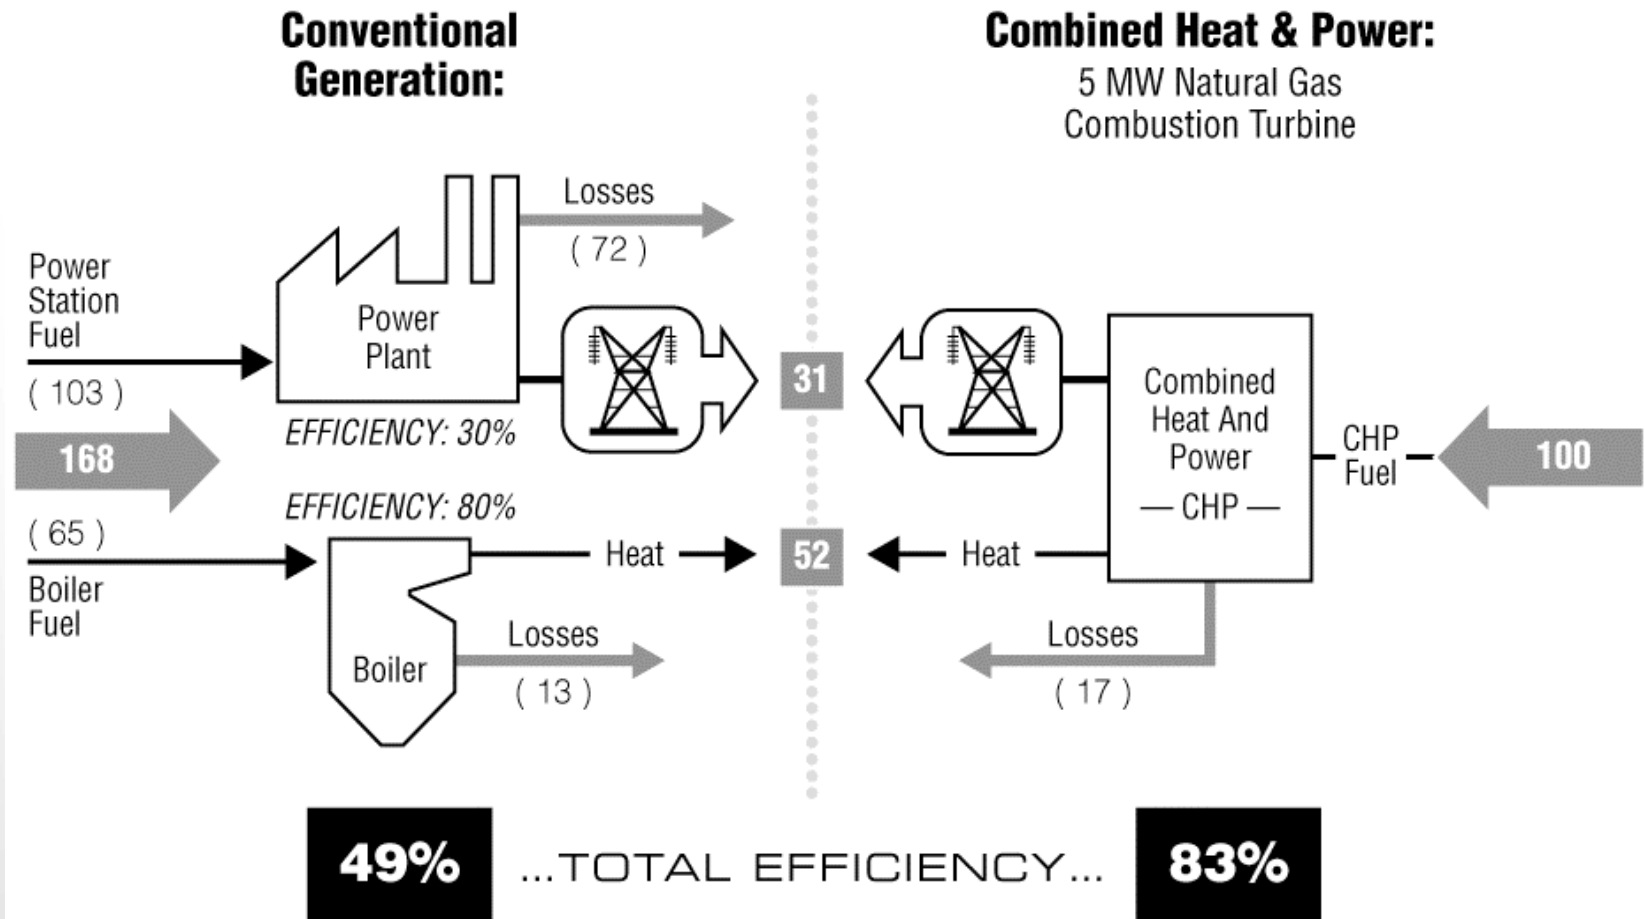 Conventional
Generation:
Combined Heat & Power:
5 MW Natural Gas
Combustion Turbine
Losses
( 72 )
Power
Station
Fuel
( 103 )
Power
Plant
EFFICIENCY: 30%
168
31
Combined
Heat And
Power
— CHP —
CHP
Fuel
100
EFFICIENCY: 80%
( 65 )
Boiler
Fuel
Heat
52
Heat
Boiler
Losses
( 13 )
Losses
( 17 )
49%
...TOTAL EFFICIENCY...
83%